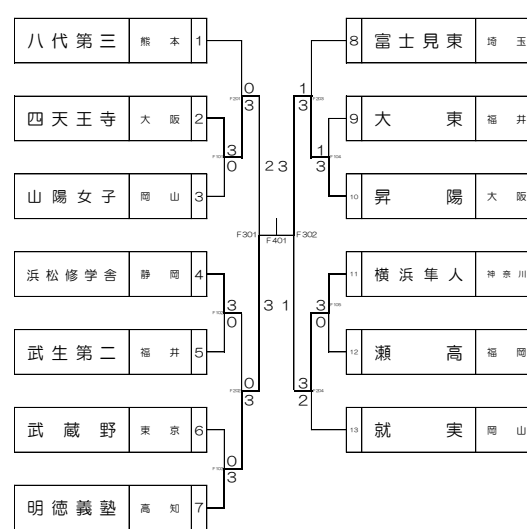 八代第三 熊本 1
四天王寺 大阪 2
山陽女子 岡山 3
浜松修学舎 静岡 4
武生第二 福井 5
武蔵野 東京 6
明徳義塾 高知 7
0
3
3
0
3
0
0
3
0
3
2 3
F301 F401 F302
3 1
1
3
1
3
3
0
3
2
8 富士見東 埼玉
9 大東 福井
10 昇陽 大阪
11 横浜隼人 神奈川
12 瀬高 福岡
13 就実 岡山